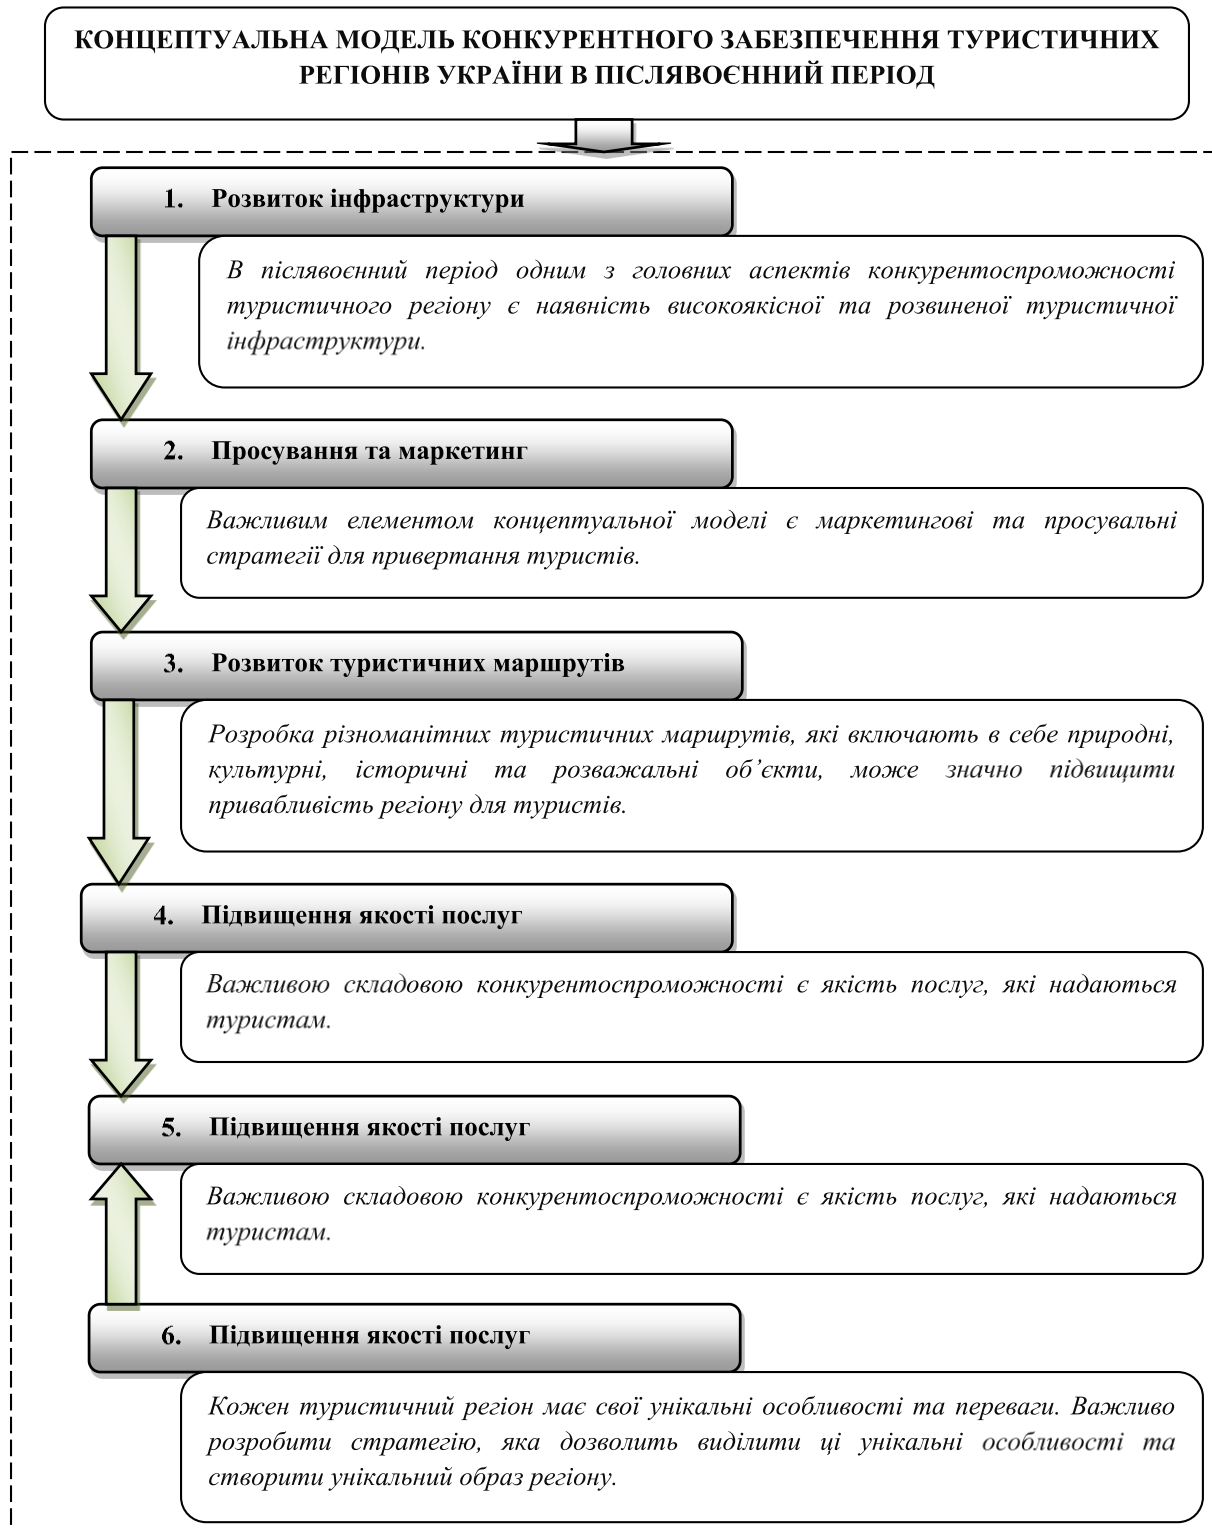 КОНЦЕПТУАЛЬНА МОДЕЛЬ КОНКУРЕНТНОГО ЗАБЕЗПЕЧЕННЯ ТУРИСТИЧНИХ
РЕГІОНІВ УКРАЇНИ В ПІСЛЯВОЄННИЙ ПЕРІОД
1. Розвиток інфраструктури
В післявоєнний період одним з головних аспектів конкурентоспроможності
туристичного регіону є наявність високоякісної та розвиненої туристичної
інфраструктури.
2. Просування та маркетинг
Важливим елементом концептуальної моделі є маркетингові та просувальні
стратегії для привертання туристів.
3. Розвиток туристичних маршрутів
Розробка різноманітних туристичних маршрутів, які включають в себе природні,
культурні, історичні та розважальні об’єкти, може значно підвищити
привабливість регіону для туристів.
4. Підвищення якості послуг
Важливою складовою конкурентоспроможності є якість послуг, які надаються
туристам.
5. Підвищення якості послуг
Важливою складовою конкурентоспроможності є якість послуг, які надаються
туристам.
6. Підвищення якості послуг
Кожен туристичний регіон має свої унікальні особливості та переваги. Важливо
розробити стратегію, яка дозволить виділити ці унікальні особливості та
створити унікальний образ регіону.